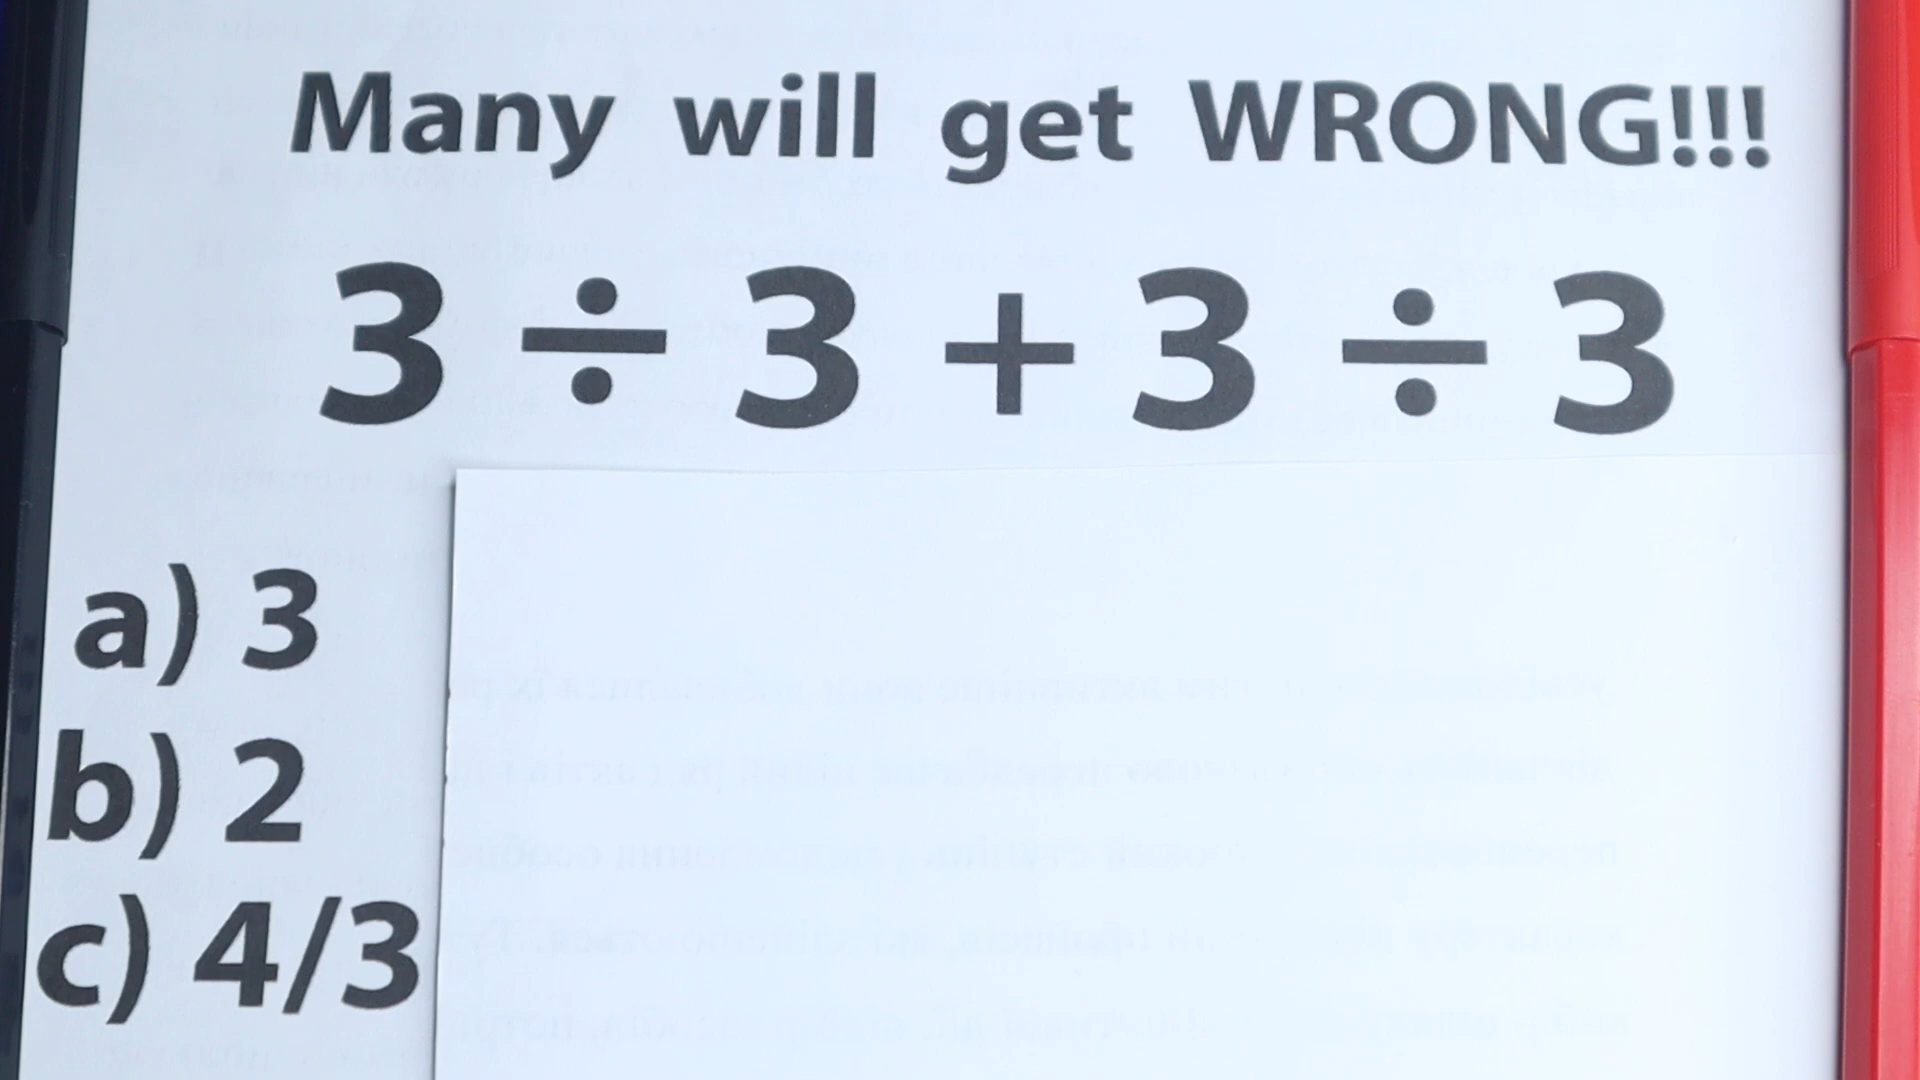 Many will get WRONG!!!
3 ÷ 3 + 3 ÷ 3
a) 3
b) 2
c) 4/3